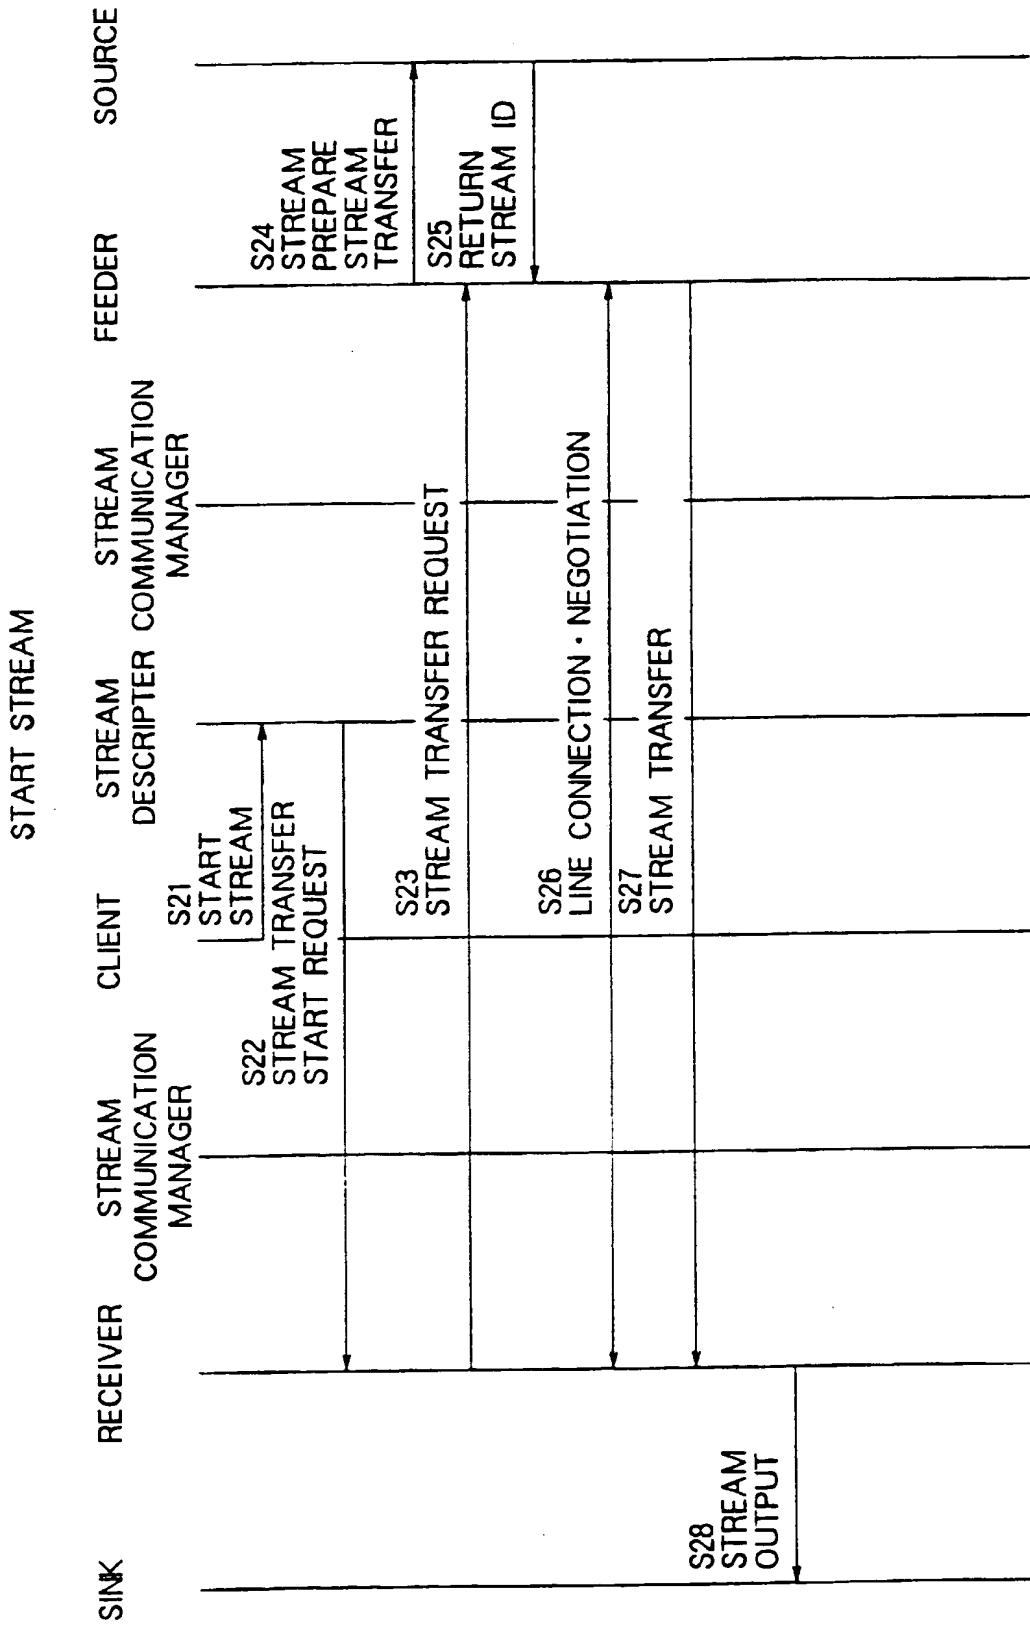 START STREAM
SINK
RECEIVER
STREAM
COMMUNICATION
MANAGER
CLIENT
STREAM
DESCRIPTER
STREAM
COMMUNICATION
MANAGER
FEEDER
SOURCE
S21
START
STREAM
S22
STREAM TRANSFER
START REQUEST
S23
STREAM TRANSFER REQUEST
S24
STREAM
PREPARE
STREAM
TRANSFER
S25
RETURN
STREAM ID
S26
LINE CONNECTION · NEGOTIATION
S27
STREAM TRANSFER
S28
STREAM
OUTPUT